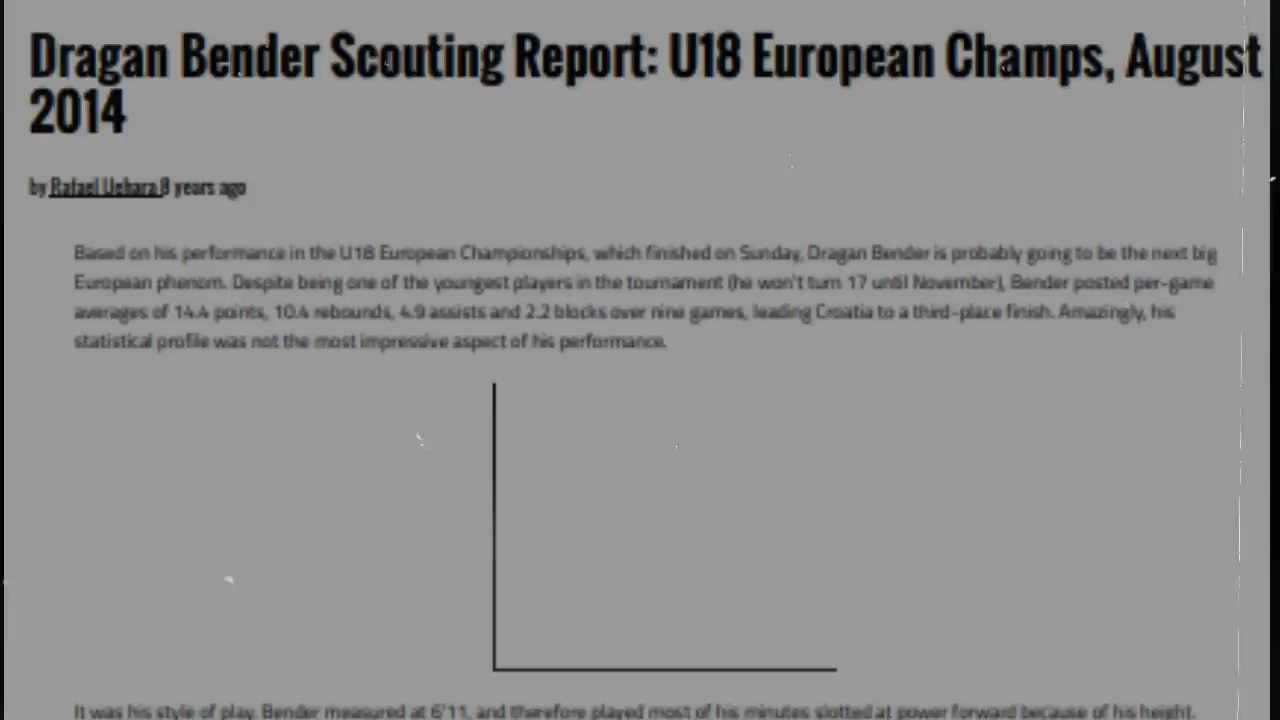 Dragan Bender Scouting Report: U18 European Champs, August
2014
by Rafael Uehara 8 years ago
Based on his performance in the U18 European Championships, which finished on Sunday, Dragan Bender is probably going to be the next big
European phenom. Despite being one of the youngest players in the tournament (he won't turn 17 until November), Bender posted per-game
averages of 14.4 points, 10.4 rebounds, 4.9 assists and 2.2 blocks over nine games, leading Croatia to a third-place finish. Amazingly, his
statistical profile was not the most impressive aspect of his performance.
It was his style of play. Bender measured at 6'11, and therefore played most of his minutes slotted at power forward because of his height.